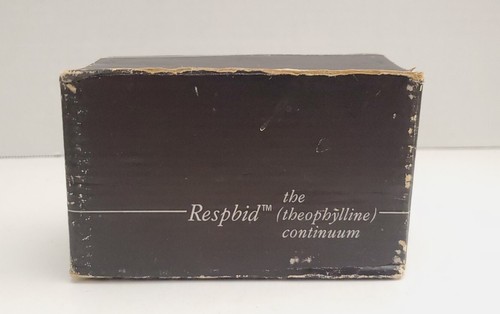 the
Respbid™ (theophylline)
continuum